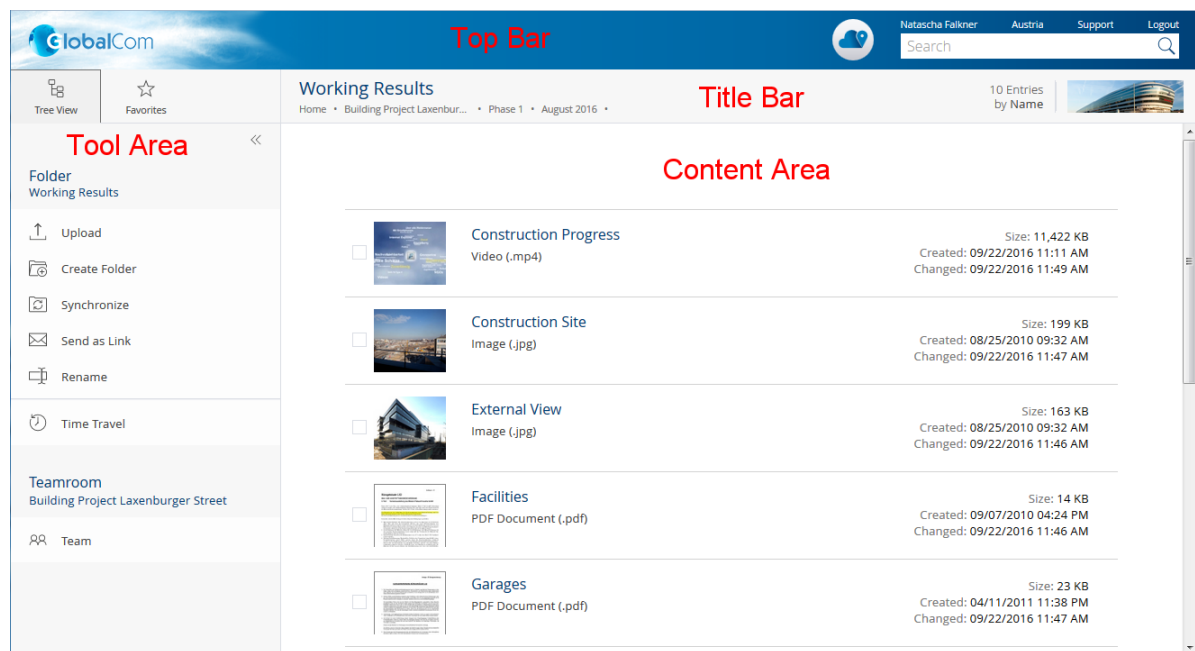 GlobalCom
Top Bar
Natascha Falkner Austria Support Logout
Search
Tree View
Favorites
Working Results
Home • Building Project Laxenbur... • Phase 1 • August 2016 •
Title Bar
10 Entries
by Name
Tool Area
Content Area
Folder
Working Results
Upload
Create Folder
Synchronize
Send as Link
Rename
Time Travel
Teamroom
Building Project Laxenburger Street
Team
Construction Progress
Video (.mp4)
Size: 11,422 KB
Created: 09/22/2016 11:11 AM
Changed: 09/22/2016 11:49 AM
Construction Site
Image (.jpg)
Size: 199 KB
Created: 08/25/2010 09:32 AM
Changed: 09/22/2016 11:47 AM
External View
Image (.jpg)
Size: 163 KB
Created: 08/25/2010 09:32 AM
Changed: 09/22/2016 11:46 AM
Facilities
PDF Document (.pdf)
Size: 14 KB
Created: 09/07/2010 04:24 PM
Changed: 09/22/2016 11:46 AM
Garages
PDF Document (.pdf)
Size: 23 KB
Created: 04/11/2011 11:38 PM
Changed: 09/22/2016 11:47 AM